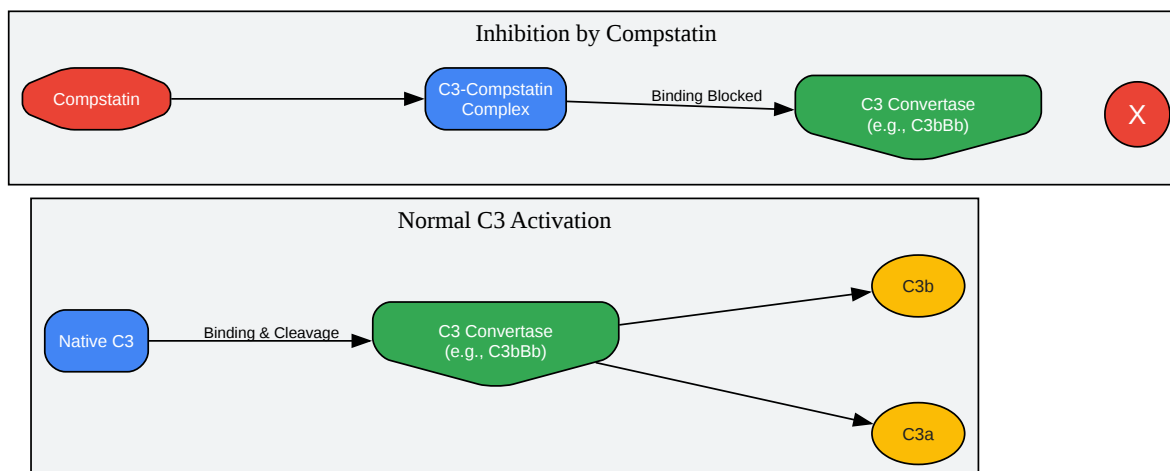 Inhibition by Compstatin
Compstatin
C3-Compstatin
Complex
Binding Blocked
C3 Convertase
(e.g., C3bBb)
X
Normal C3 Activation
Native C3
Binding & Cleavage
C3 Convertase
(e.g., C3bBb)
C3b
C3a